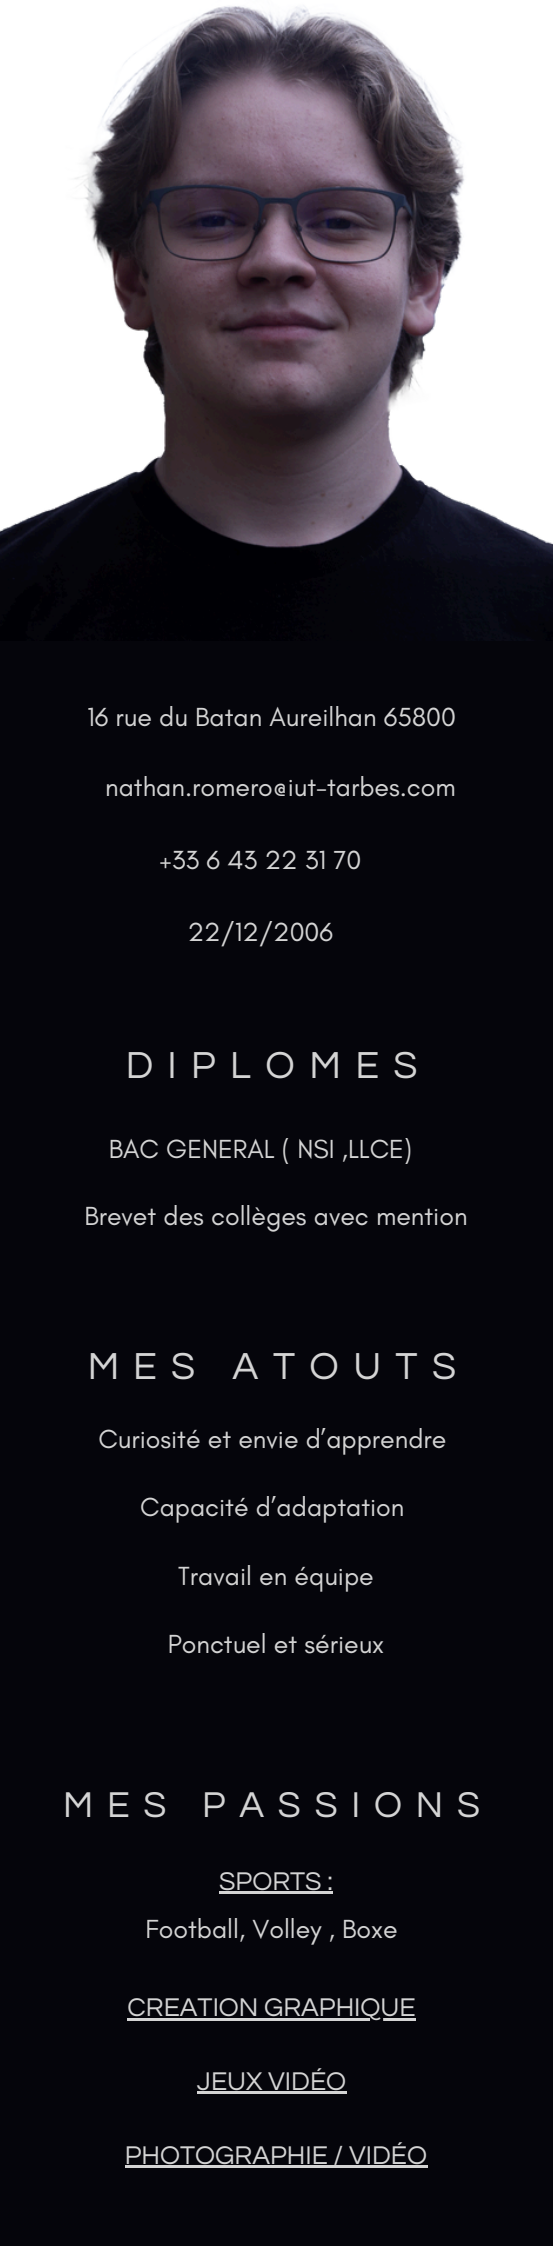 16 rue du Batan Aureilhan 65800
nathan.romero@iut-tarbes.com
+33 6 43 22 31 70
22/12/2006
DIPLOMES
BAC GENERAL ( NSI ,LLCE)
Brevet des collèges avec mention
MES ATOUTS
Curiosité et envie d’apprendre
Capacité d’adaptation
Travail en équipe
Ponctuel et sérieux
MES PASSIONS
SPORTS :
Football, Volley , Boxe
CREATION GRAPHIQUE
JEUX VIDÉO
PHOTOGRAPHIE / VIDÉO